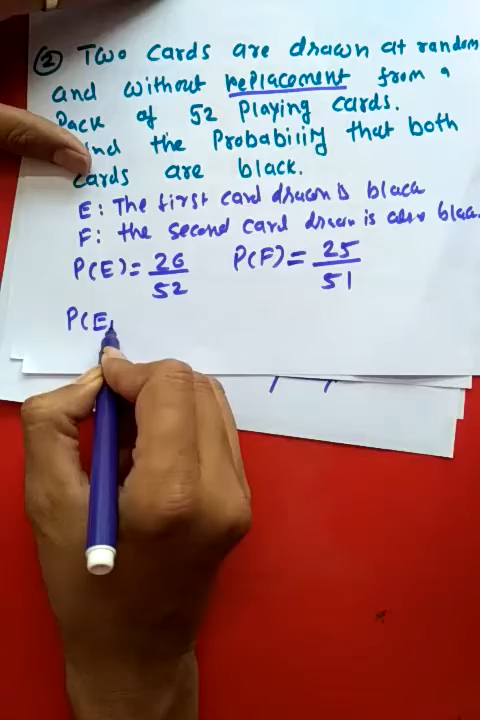 ② Two cards are drawn at random
and without replacement from a
Pack of 52 Playing cards.
ind the Probability that both
cards are black.
E: The first card drawn is black
F: the second card drawn is also black
P(E) = 26/52 P(F) = 25/51
P(E